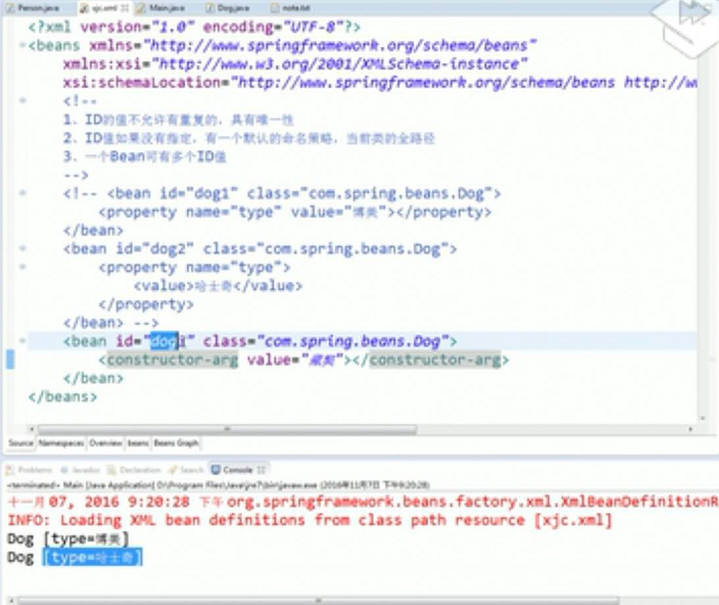 Person.java xjc.xml Main.java Dog.java note.txt
<?xml version="1.0" encoding="UTF-8"?>
<beans xmlns="http://www.springframework.org/schema/beans"
xmlns:xsi="http://www.w3.org/2001/XMLSchema-instance"
xsi:schemaLocation="http://www.springframework.org/schema/beans http://w
<!--
1、ID的值不允许有重复的，具有唯一性
2、ID值如果没有指定，有一个默认的命名策略，当前类的全路径
3、一个Bean可有多个ID值
-->
<!-- <bean id="dog1" class="com.spring.beans.Dog">
<property name="type" value="博美"></property>
</bean>
<bean id="dog2" class="com.spring.beans.Dog">
<property name="type">
<value>哈士奇</value>
</property>
</bean> -->
<bean id="dog" class="com.spring.beans.Dog">
<constructor-arg value="藏獒"></constructor-arg>
</bean>
</beans>
Source Namespaces Overview beans Beans Graph
Problems Javadoc Declaration Search Console
<terminated> Main [Java Application] D:\Program Files\Java\jre7\bin\javaw.exe (2016年11月7日 下午9:20:28)
十一月 07, 2016 9:20:28 下午 org.springframework.beans.factory.xml.XmlBeanDefinitionR
INFO: Loading XML bean definitions from class path resource [xjc.xml]
Dog [type=博美]
Dog [type=哈士奇]